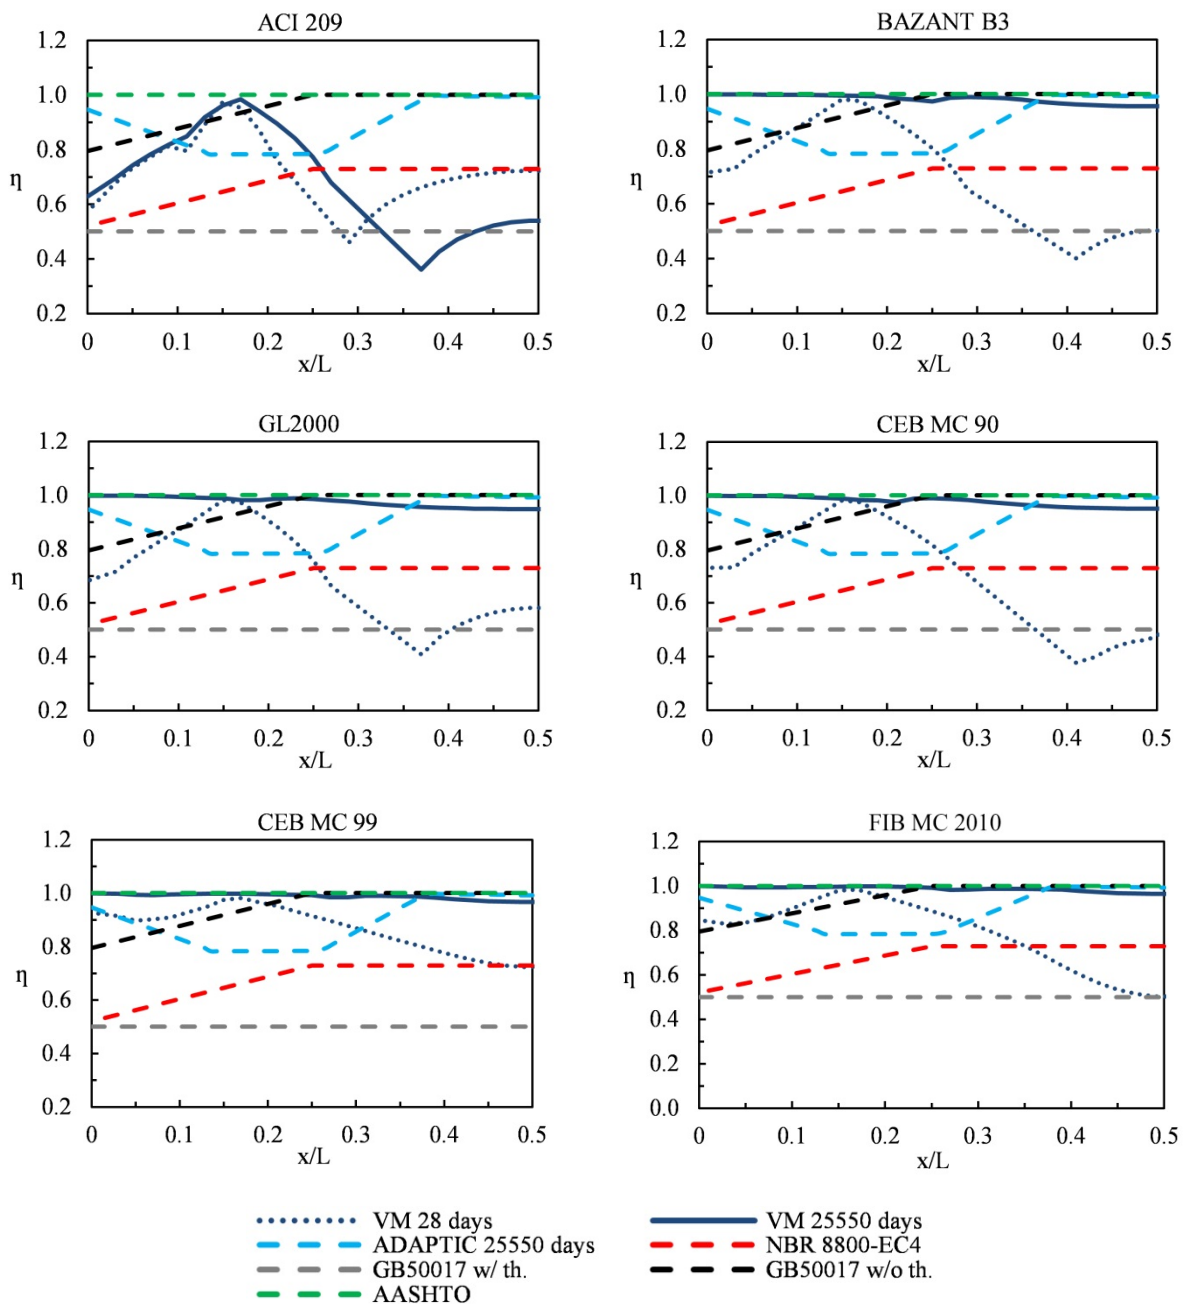 ACI 209
1.2
1.0
0.8
η
0.6
0.4
0.2
0 0.1 0.2 0.3 0.4 0.5
x/L
BAZANT B3
1.2
1.0
0.8
η
0.6
0.4
0.2
0 0.1 0.2 0.3 0.4 0.5
x/L
GL2000
1.2
1.0
0.8
η
0.6
0.4
0.2
0 0.1 0.2 0.3 0.4 0.5
x/L
CEB MC 90
1.2
1.0
0.8
η
0.6
0.4
0.2
0 0.1 0.2 0.3 0.4 0.5
x/L
CEB MC 99
1.2
1.0
0.8
η
0.6
0.4
0.2
0 0.1 0.2 0.3 0.4 0.5
x/L
FIB MC 2010
1.2
1.0
0.8
0.6
η
0.4
0.2
0.0
0 0.1 0.2 0.3 0.4 0.5
x/L
VM 28 days
VM 25550 days
ADAPTIC 25550 days
NBR 8800-EC4
GB50017 w/ th.
GB50017 w/o th.
AASHTO